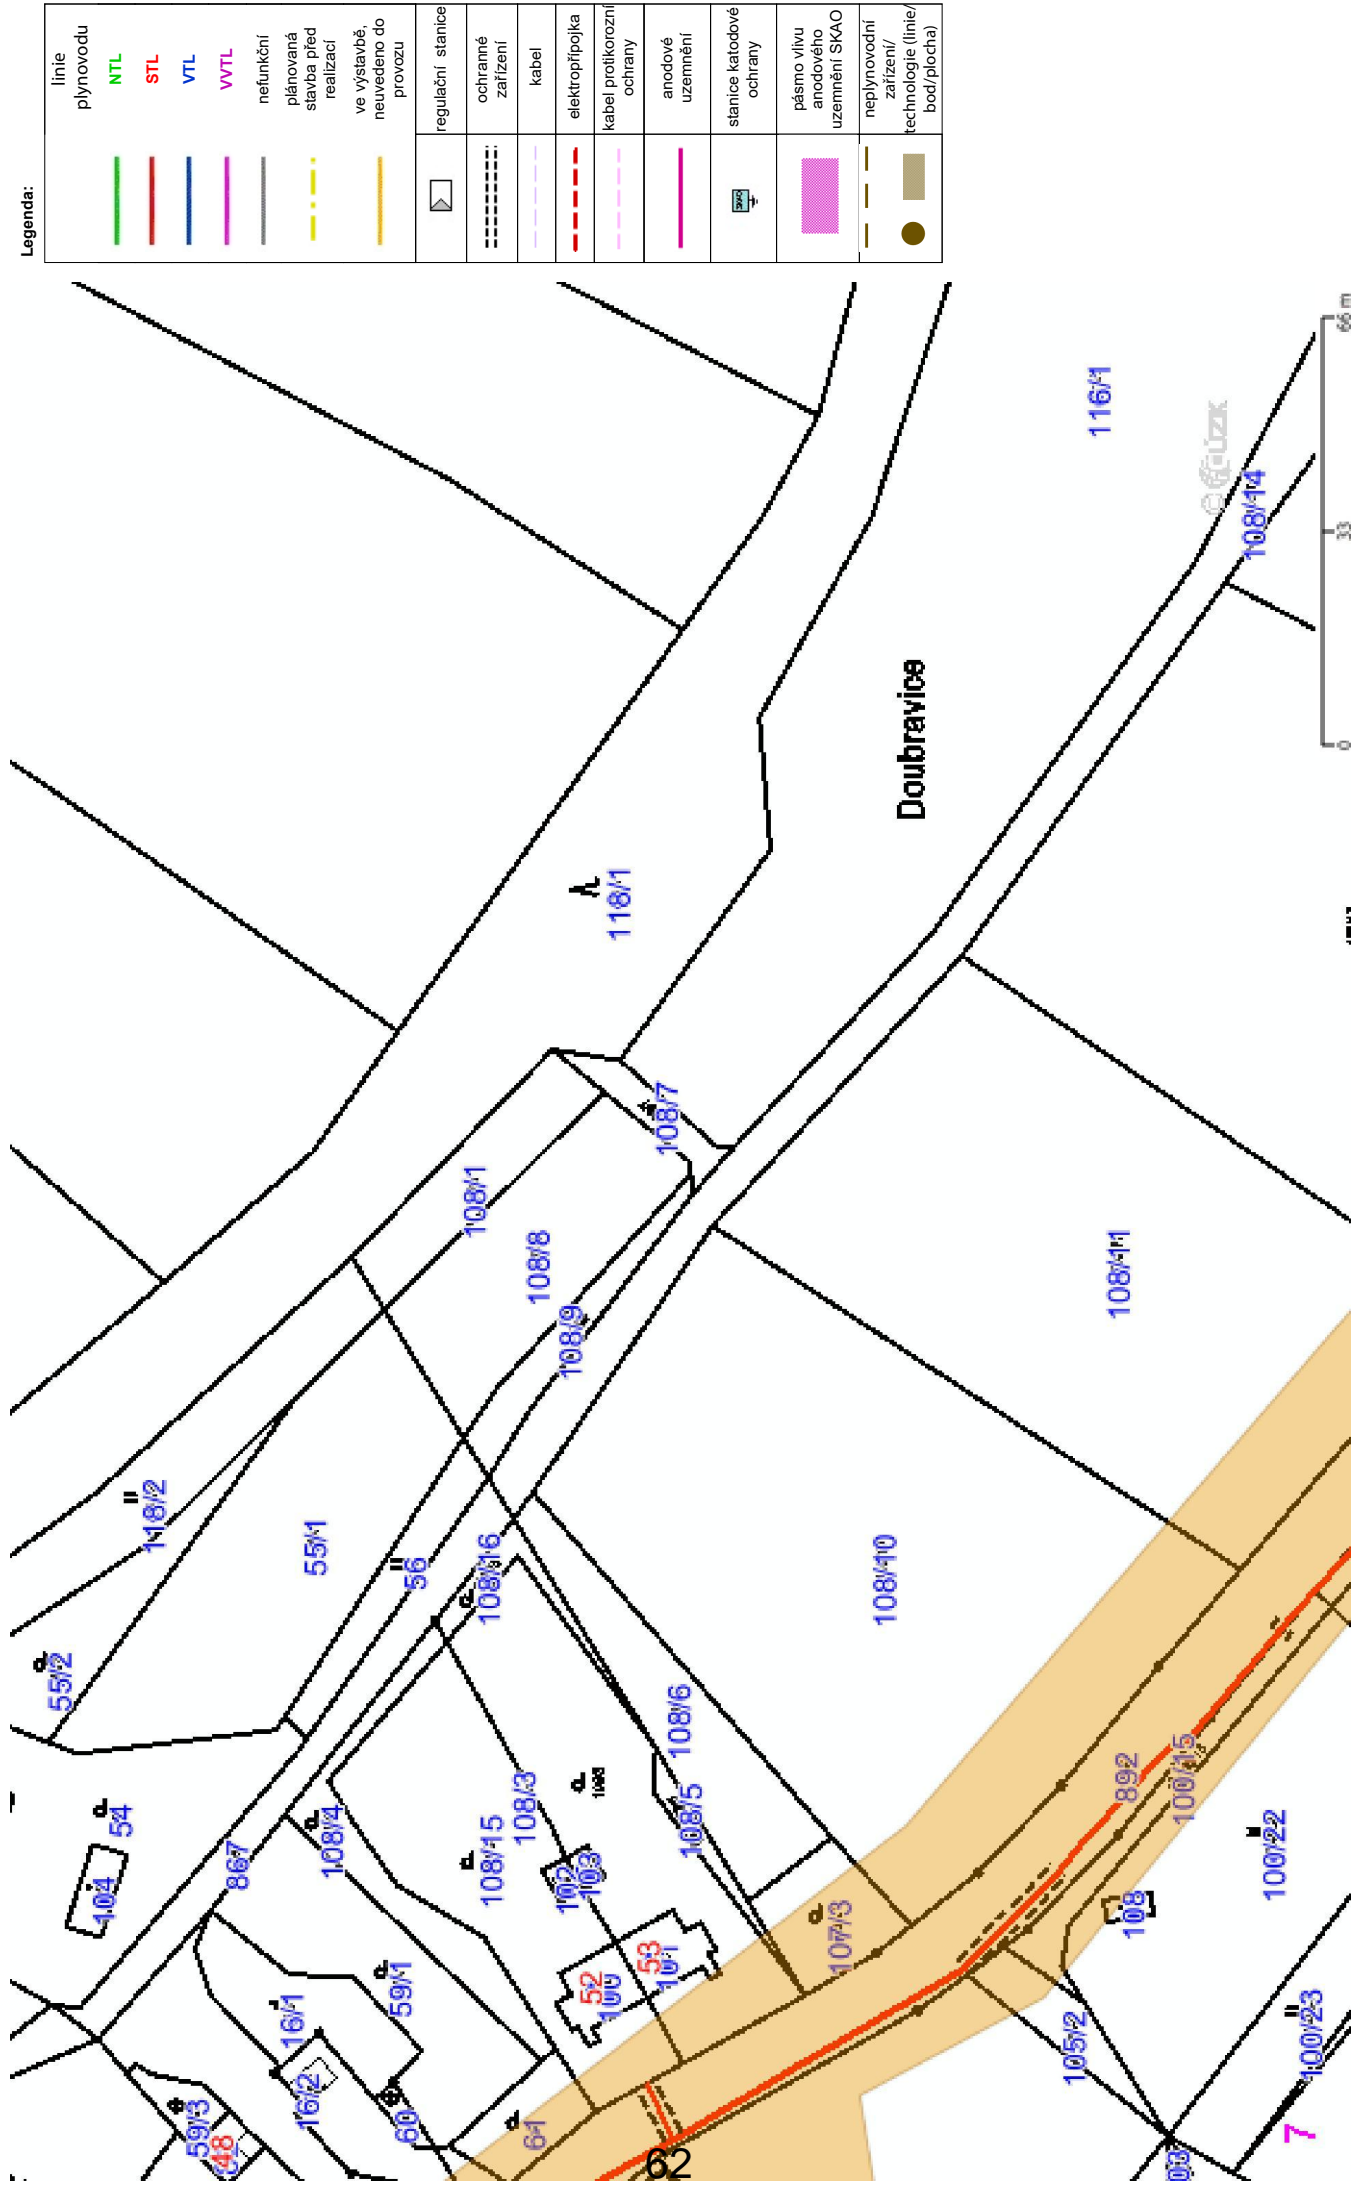 Legenda:
linie
plynovodu
NTL
STL
VTL
VVTL
nefunkční
plánovaná
stavba před
realizací
ve výstavbě,
neuvedeno do
provozu
regulační stanice
ochranné
zařízení
kabel
elektropřípojka
kabel protikorozní
ochrany
anodové
uzemnění
stanice katodové
ochrany
SKAO
pásmo vlivu
anodového
uzemnění SKAO
neplynovodní
zařízení/
technologie (linie/
bod/plocha)
116/1
108/14
0
33
66 m
Doubravice
118/1
108/7
108/1
108/8
108/9
108/11
118/2
55/1
55/2
56
108/16
108/10
108/6
108/5
108/3
108/15
108/4
54
104
867
102
103
52
100
53
101
107/3
892
100/15
100/22
108
100/23
105/2
7
59/1
16/1
16/2
59/3
48
60
61
62